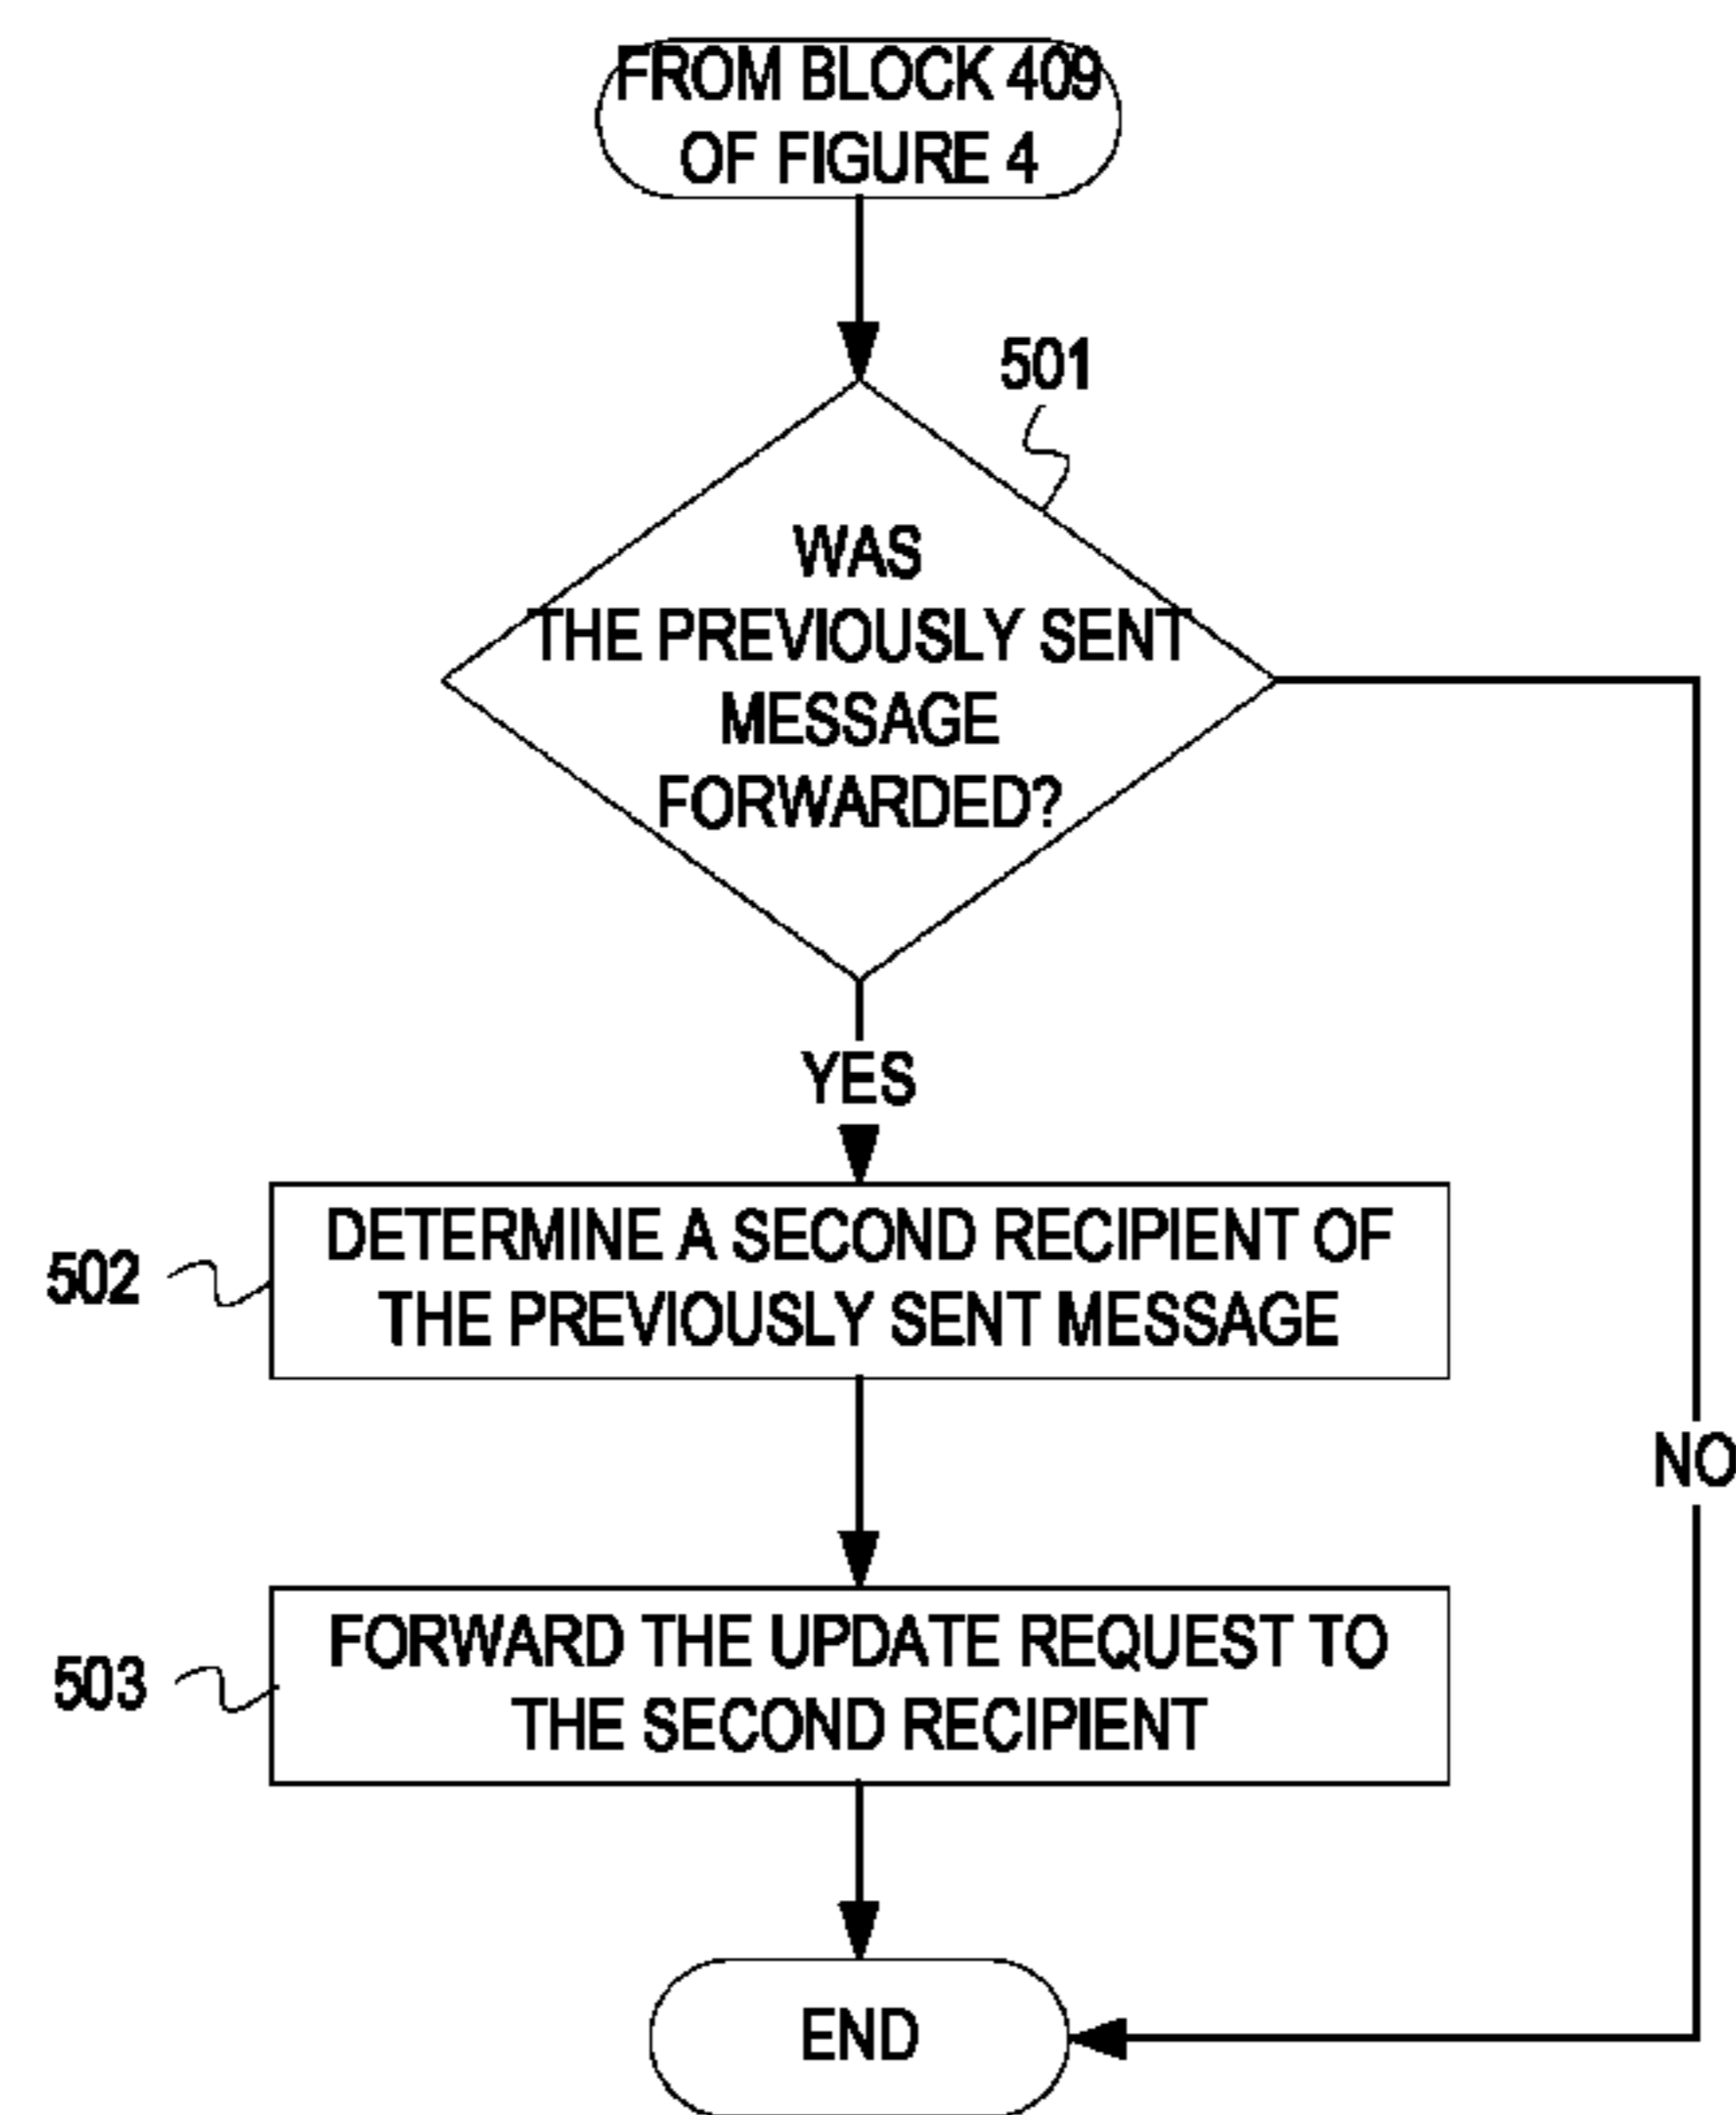 FROM BLOCK 409
OF FIGURE 4
501
WAS
THE PREVIOUSLY SENT
MESSAGE
FORWARDED?
YES
502
DETERMINE A SECOND RECIPIENT OF
THE PREVIOUSLY SENT MESSAGE
NO
503
FORWARD THE UPDATE REQUEST TO
THE SECOND RECIPIENT
END